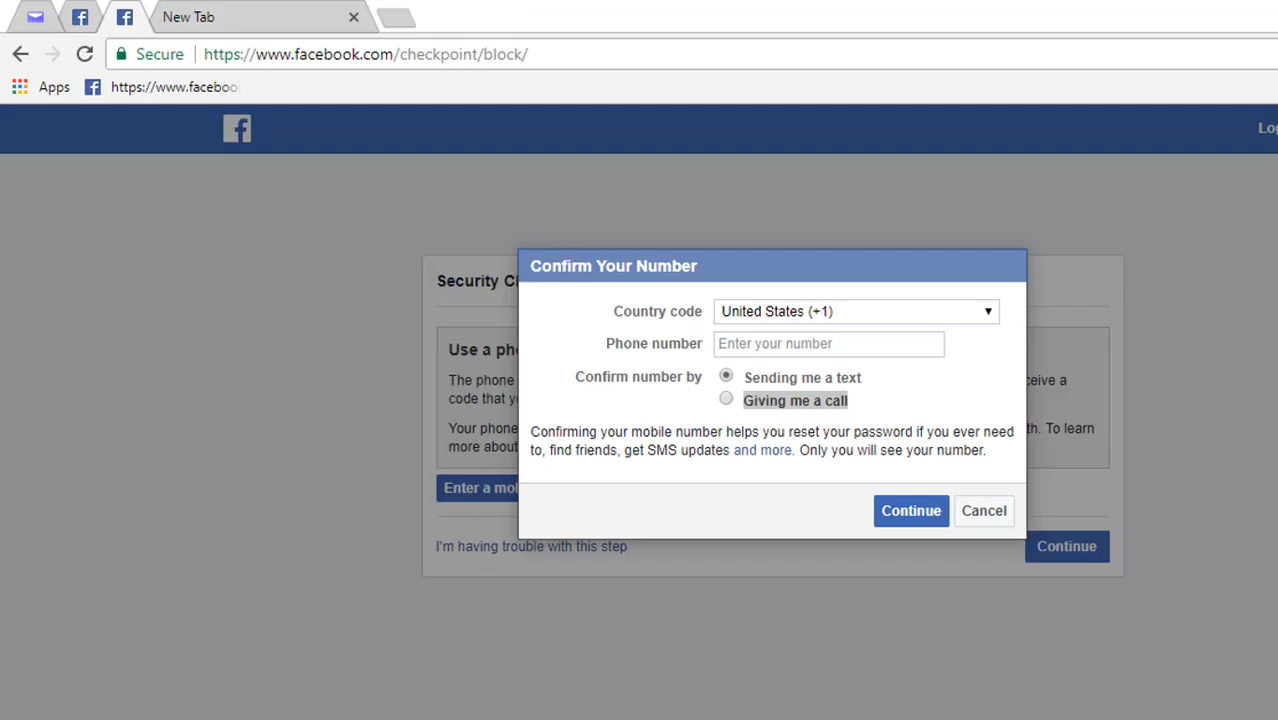 New Tab
Secure https://www.facebook.com/checkpoint/block/
Apps https://www.faceboo
Confirm Your Number
Security C
Country code United States (+1)
Phone number Enter your number
Use a pho
Confirm number by Sending me a text
The phone
eceive a
code that y
Giving me a call
Your phone
th. To learn
more about
Confirming your mobile number helps you reset your password if you ever need
to, find friends, get SMS updates and more. Only you will see your number.
Enter a mo
Continue Cancel
I'm having trouble with this step
Continue